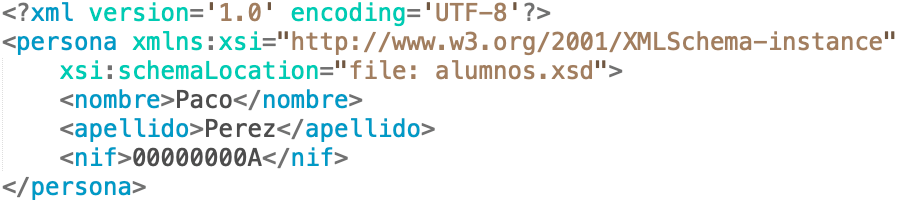 <?xml version='1.0' encoding='UTF-8'?>
<persona xmlns:xsi="http://www.w3.org/2001/XMLSchema-instance"
xsi:schemaLocation="file: alumnos.xsd">
<nombre>Paco</nombre>
<apellido>Perez</apellido>
<nif>00000000A</nif>
</persona>